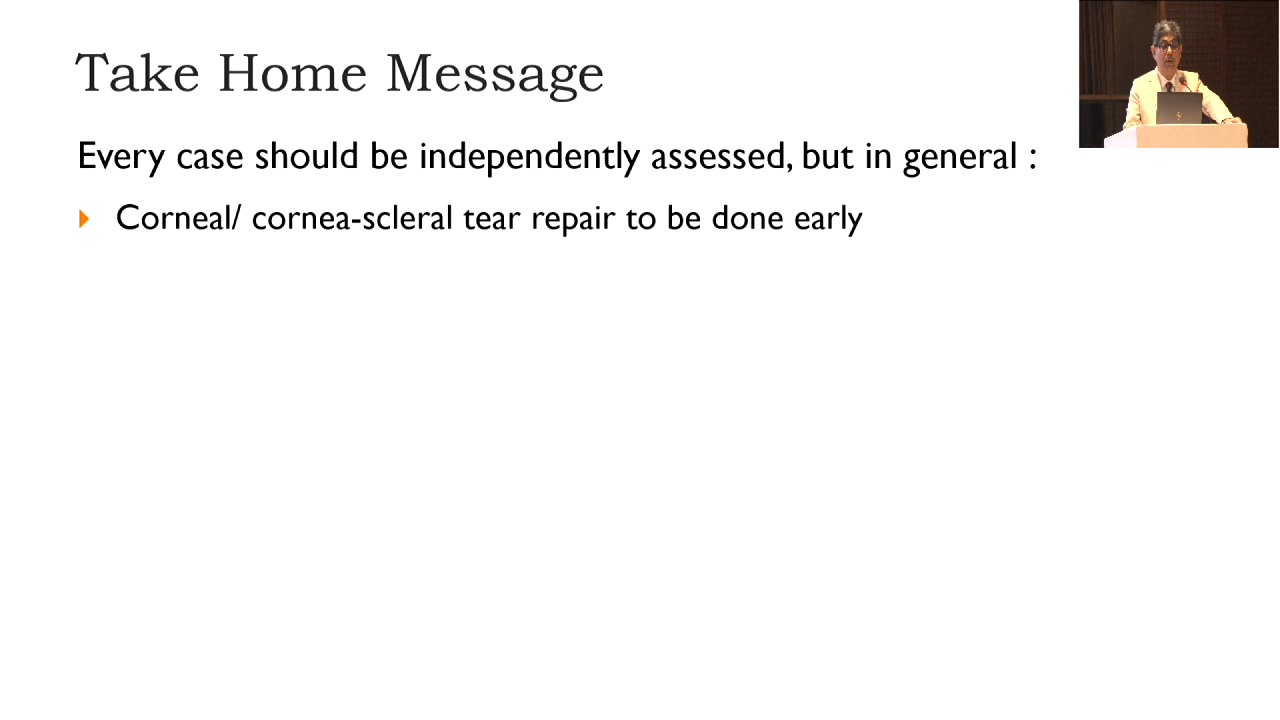 Take Home Message
Every case should be independently assessed, but in general :
Corneal/ cornea-scleral tear repair to be done early